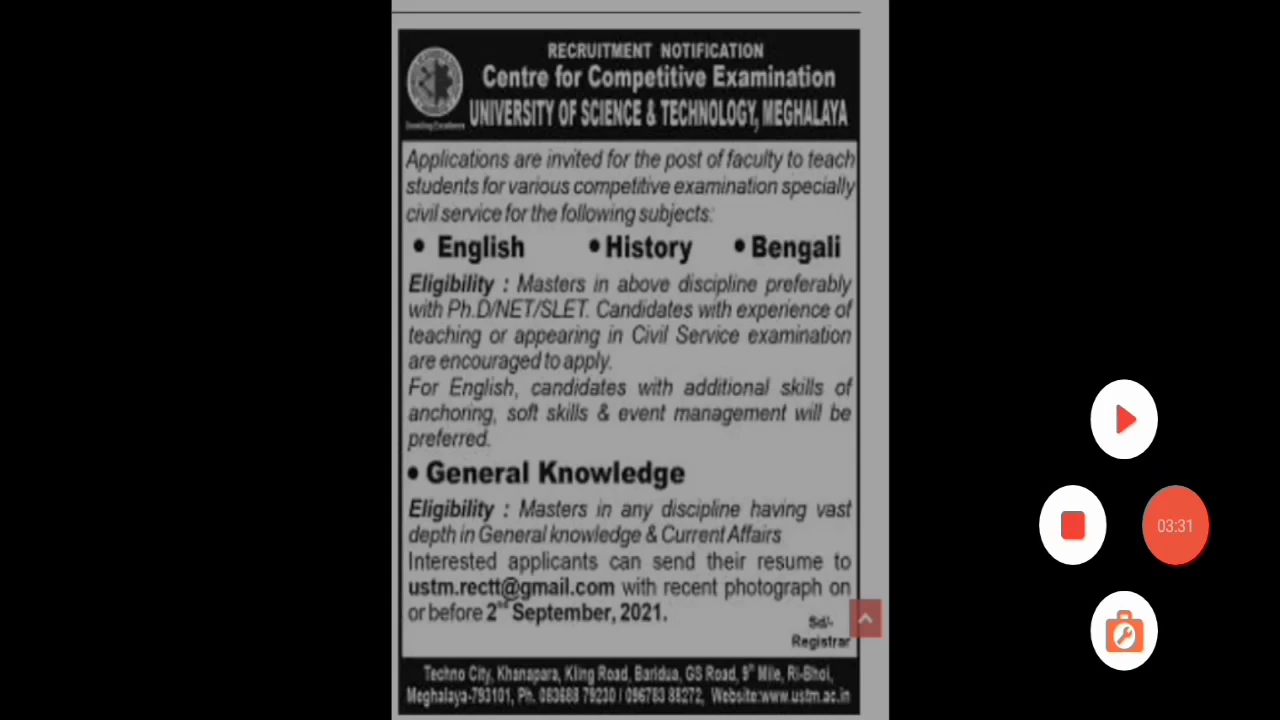 RECRUITMENT NOTIFICATION
Centre for Competitive Examination
UNIVERSITY OF SCIENCE & TECHNOLOGY, MEGHALAYA
Applications are invited for the post of faculty to teach
students for various competitive examination specially
civil service for the following subjects:
• English • History • Bengali
Eligibility : Masters in above discipline preferably
with Ph.D/NET/SLET. Candidates with experience of
teaching or appearing in Civil Service examination
are encouraged to apply.
For English, candidates with additional skills of
anchoring, soft skills & event management will be
preferred.
• General Knowledge
Eligibility : Masters in any discipline having vast
depth in General knowledge & Current Affairs
Interested applicants can send their resume to
ustm.rectt@gmail.com with recent photograph on
or before 2nd September, 2021.
Sd/-
Registrar
Techno City, Khanapara, Kling Road, Baridua, GS Road, 9th Mile, Ri-Bhoi,
Meghalaya-793101, Ph. 083688 79230 / 096783 88272, Website:www.ustm.ac.in
03:31